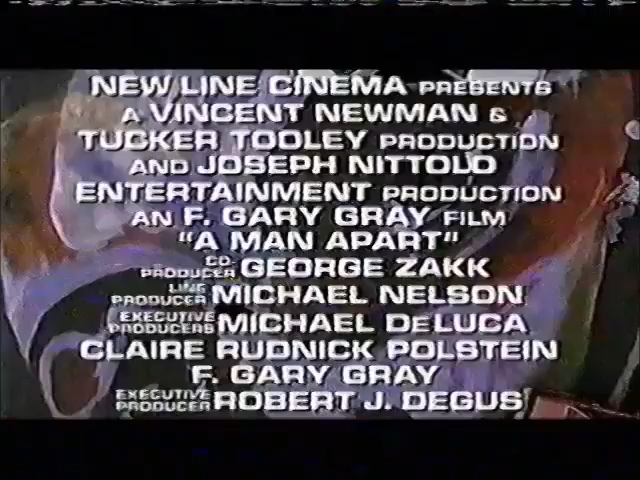 NEW LINE CINEMA PRESENTS
A VINCENT NEWMAN &
TUCKER TOOLEY PRODUCTION
AND JOSEPH NITTOLO
ENTERTAINMENT PRODUCTION
AN F. GARY GRAY FILM
"A MAN APART"
CO-PRODUCER GEORGE ZAKK
LINE PRODUCER MICHAEL NELSON
EXECUTIVE PRODUCERS MICHAEL DeLUCA
CLAIRE RUDNICK POLSTEIN
F. GARY GRAY
EXECUTIVE PRODUCER ROBERT J. DEGUS